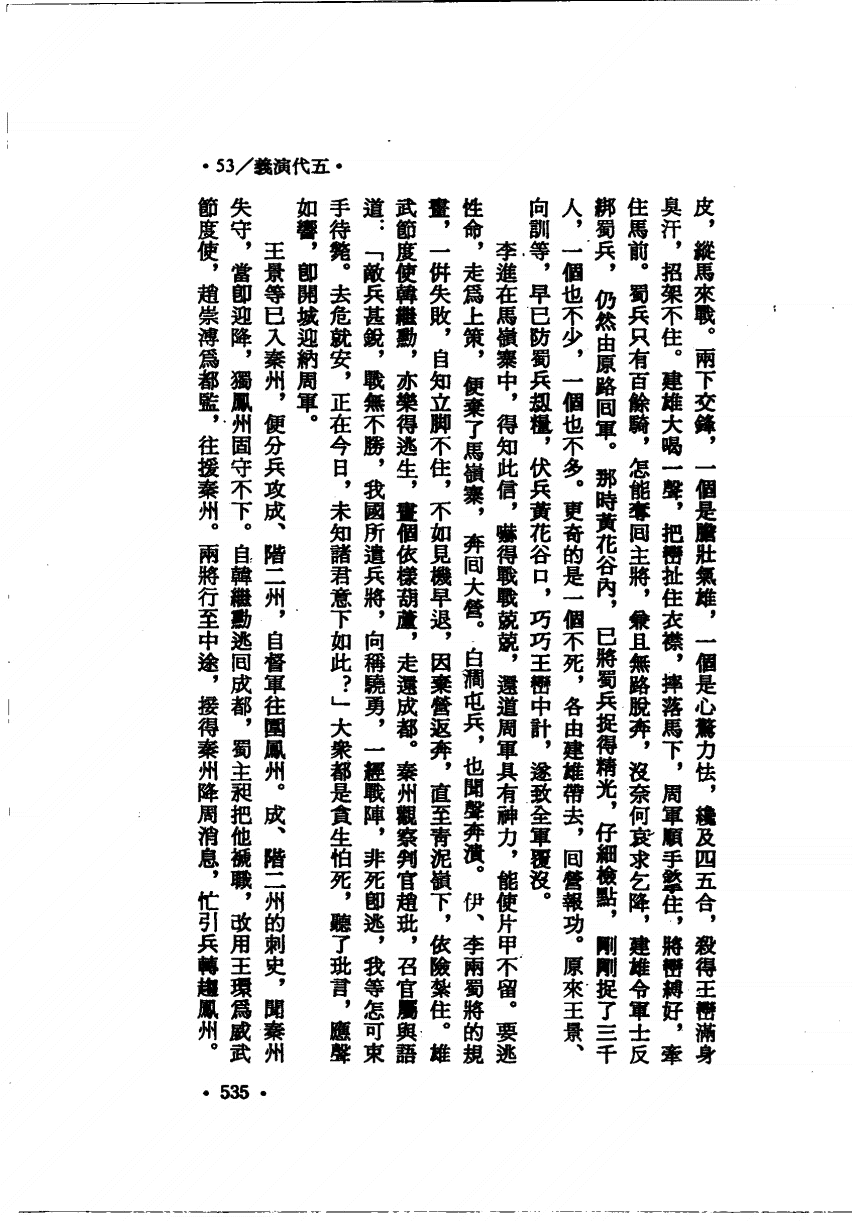 •53／義演代五•
皮，縱馬來戰。兩下交鋒，一個是膽壯氣雄，一個是心驚力怯，纔及四五合，殺得王巒滿身
臭汗，招架不住。建雄大喝一聲，把巒扯住衣襟，摔落馬下，周軍順手拏住，將巒縛好，牽
住馬前。蜀兵只有百餘騎，怎能奪囘主將，兼且無路脫奔，沒奈何哀求乞降，建雄令軍士反
綁蜀兵，仍然由原路囘軍。那時黃花谷內，已將蜀兵捉得精光，仔細檢點，剛剛捉了三千
人，一個也不少，一個也不多。更奇的是一個不死，各由建雄帶去，囘營報功。原來王景、
向訓等，早已防蜀兵刼糧，伏兵黃花谷口，巧巧王巒中計，遂致全軍覆沒。
李進在馬嶺寨中，得知此信，嚇得戰戰兢兢，還道周軍具有神力，能使片甲不留。要逃
性命，走爲上策，便棄了馬嶺寨，奔囘大營。白澗屯兵，也聞聲奔潰。伊、李兩蜀將的規
畫，一併失敗，自知立脚不住，不如見機早退，因棄營返奔，直至靑泥嶺下，依險紮住。雄
武節度使韓繼勳，亦樂得逃生，畫個依樣葫蘆，走還成都。秦州觀察判官趙玭，召官屬與語
道：「敵兵甚銳，戰無不勝，我國所遣兵將，向稱驍勇，一經戰陣，非死卽逃，我等怎可束
手待斃。去危就安，正在今日，未知諸君意下如此？」大衆都是貪生怕死，聽了玭言，應聲
如響，卽開城迎納周軍。
王景等已入秦州，便分兵攻成、階二州，自督軍往圍鳳州。成、階二州的刺史，聞秦州
失守，當卽迎降，獨鳳州固守不下。自韓繼勳逃囘成都，蜀主昶把他褫職，改用王環爲威武
節度使，趙崇溥爲都監，往援秦州。兩將行至中途，接得秦州降周消息，忙引兵轉趨鳳州。
• 535 •